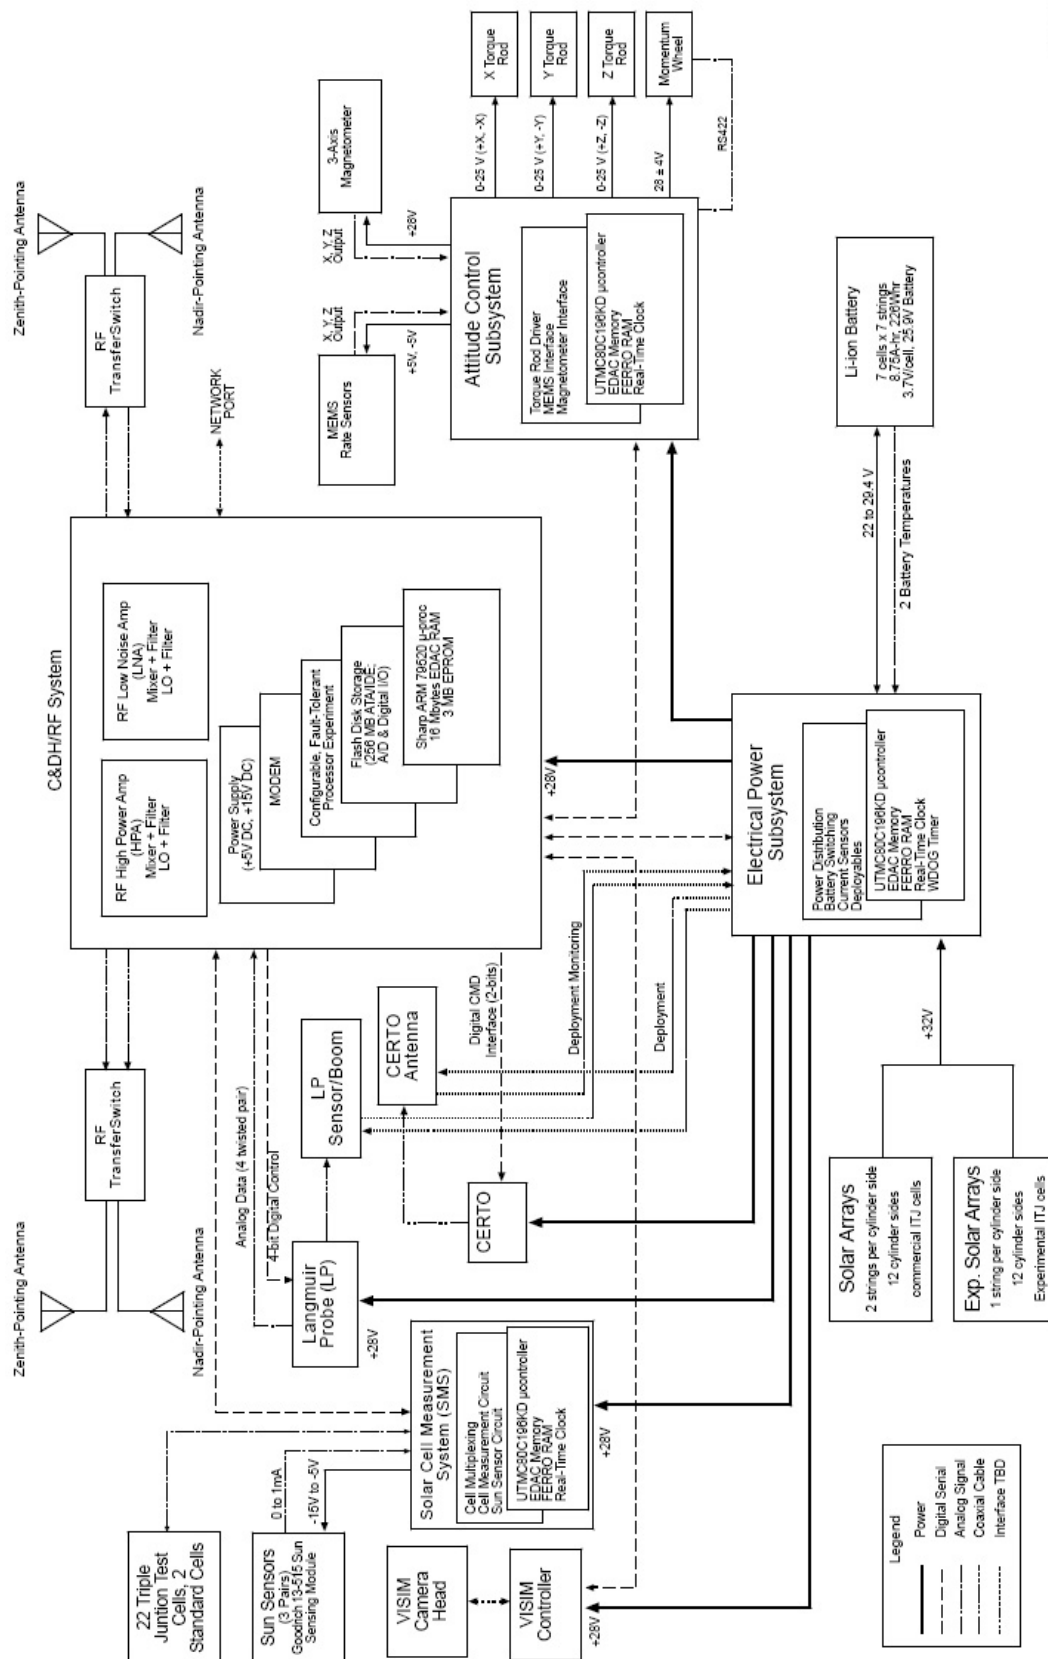 Zenith-Pointing Antenna
Nadir-Pointing Antenna
RF
TransferSwitch
Zenith-Pointing Antenna
Nadir-Pointing Antenna
RF
TransferSwitch
NETWORK
PORT
C&DH/RF System
RF High Power Amp
(HPA)
Mixer + Filter
LO + Filter
RF Low Noise Amp
(LNA)
Mixer + Filter
LO + Filter
Power Supply
(+5V DC, +15V DC)
MODEM
Configurable, Fault-Tolerant
Processor Experiment
Flash Disk Storage
(256 MB ATA/IDE;
A/D & Digital I/O)
Sharp ARM 79520 µ-proc
16 Mbytes EDAC RAM
3 MB EPROM
+28V
3-Axis
Magnetometer
X, Y, Z
Output
+28V
MEMS
Rate Sensors
X, Y, Z
Output
+5V, -5V
Attitude Control
Subsystem
Torque Rod Driver
MEMS Interface
Magnetometer Interface
UTMC80C196KD µcontroller
EDAC Memory
FERRO RAM
Real-Time Clock
0-25 V (+X, -X)
X Torque
Rod
0-25 V (+Y, -Y)
Y Torque
Rod
0-25 V (+Z, -Z)
Z Torque
Rod
28 ± 4V
Momentum
Wheel
RS422
22 Triple
Juntion Test
Cells, 2
Standard Cells
Sun Sensors
(3 Pairs)
Goodrich 13-515 Sun
Sensing Module
0 to 1mA
-15V to -5V
VISIM
Camera
Head
VISIM
Controller
+28V
Solar Cell Measurement
System (SMS)
Cell Multiplexing
Cell Measurement Circuit
Sun Sensor Circuit
UTMC80C196KD µcontroller
EDAC Memory
FERRO RAM
Real-Time Clock
+28V
Analog Data (4 twisted pair)
4-bit Digital Control
Langmuir
Probe (LP)
+28V
LP
Sensor/Boom
CERTO
Antenna
CERTO
Digital CMD
Interface (2-bits)
Deployment Monitoring
Deployment
Electrical Power
Subsystem
Power Distribution
Battery Switching
Current Sensors
Deployables
UTMC80C196KD µcontroller
EDAC Memory
FERRO RAM
Real-Time Clock
WDOG Timer
22 to 29.4 V
2 Battery Temperatures
Li-ion Battery
7 cells x 7 strings
8.75A-hr, 226Whr
3.7V/cell, 25.9V Battery
+32V
Solar Arrays
2 strings per cylinder side
12 cylinder sides
commercial ITJ cells
Exp. Solar Arrays
1 string per cylinder side
12 cylinder sides
Experimental ITJ cells
Legend
Power
Digital Serial
Analog Signal
Coaxial Cable
Interface TBD